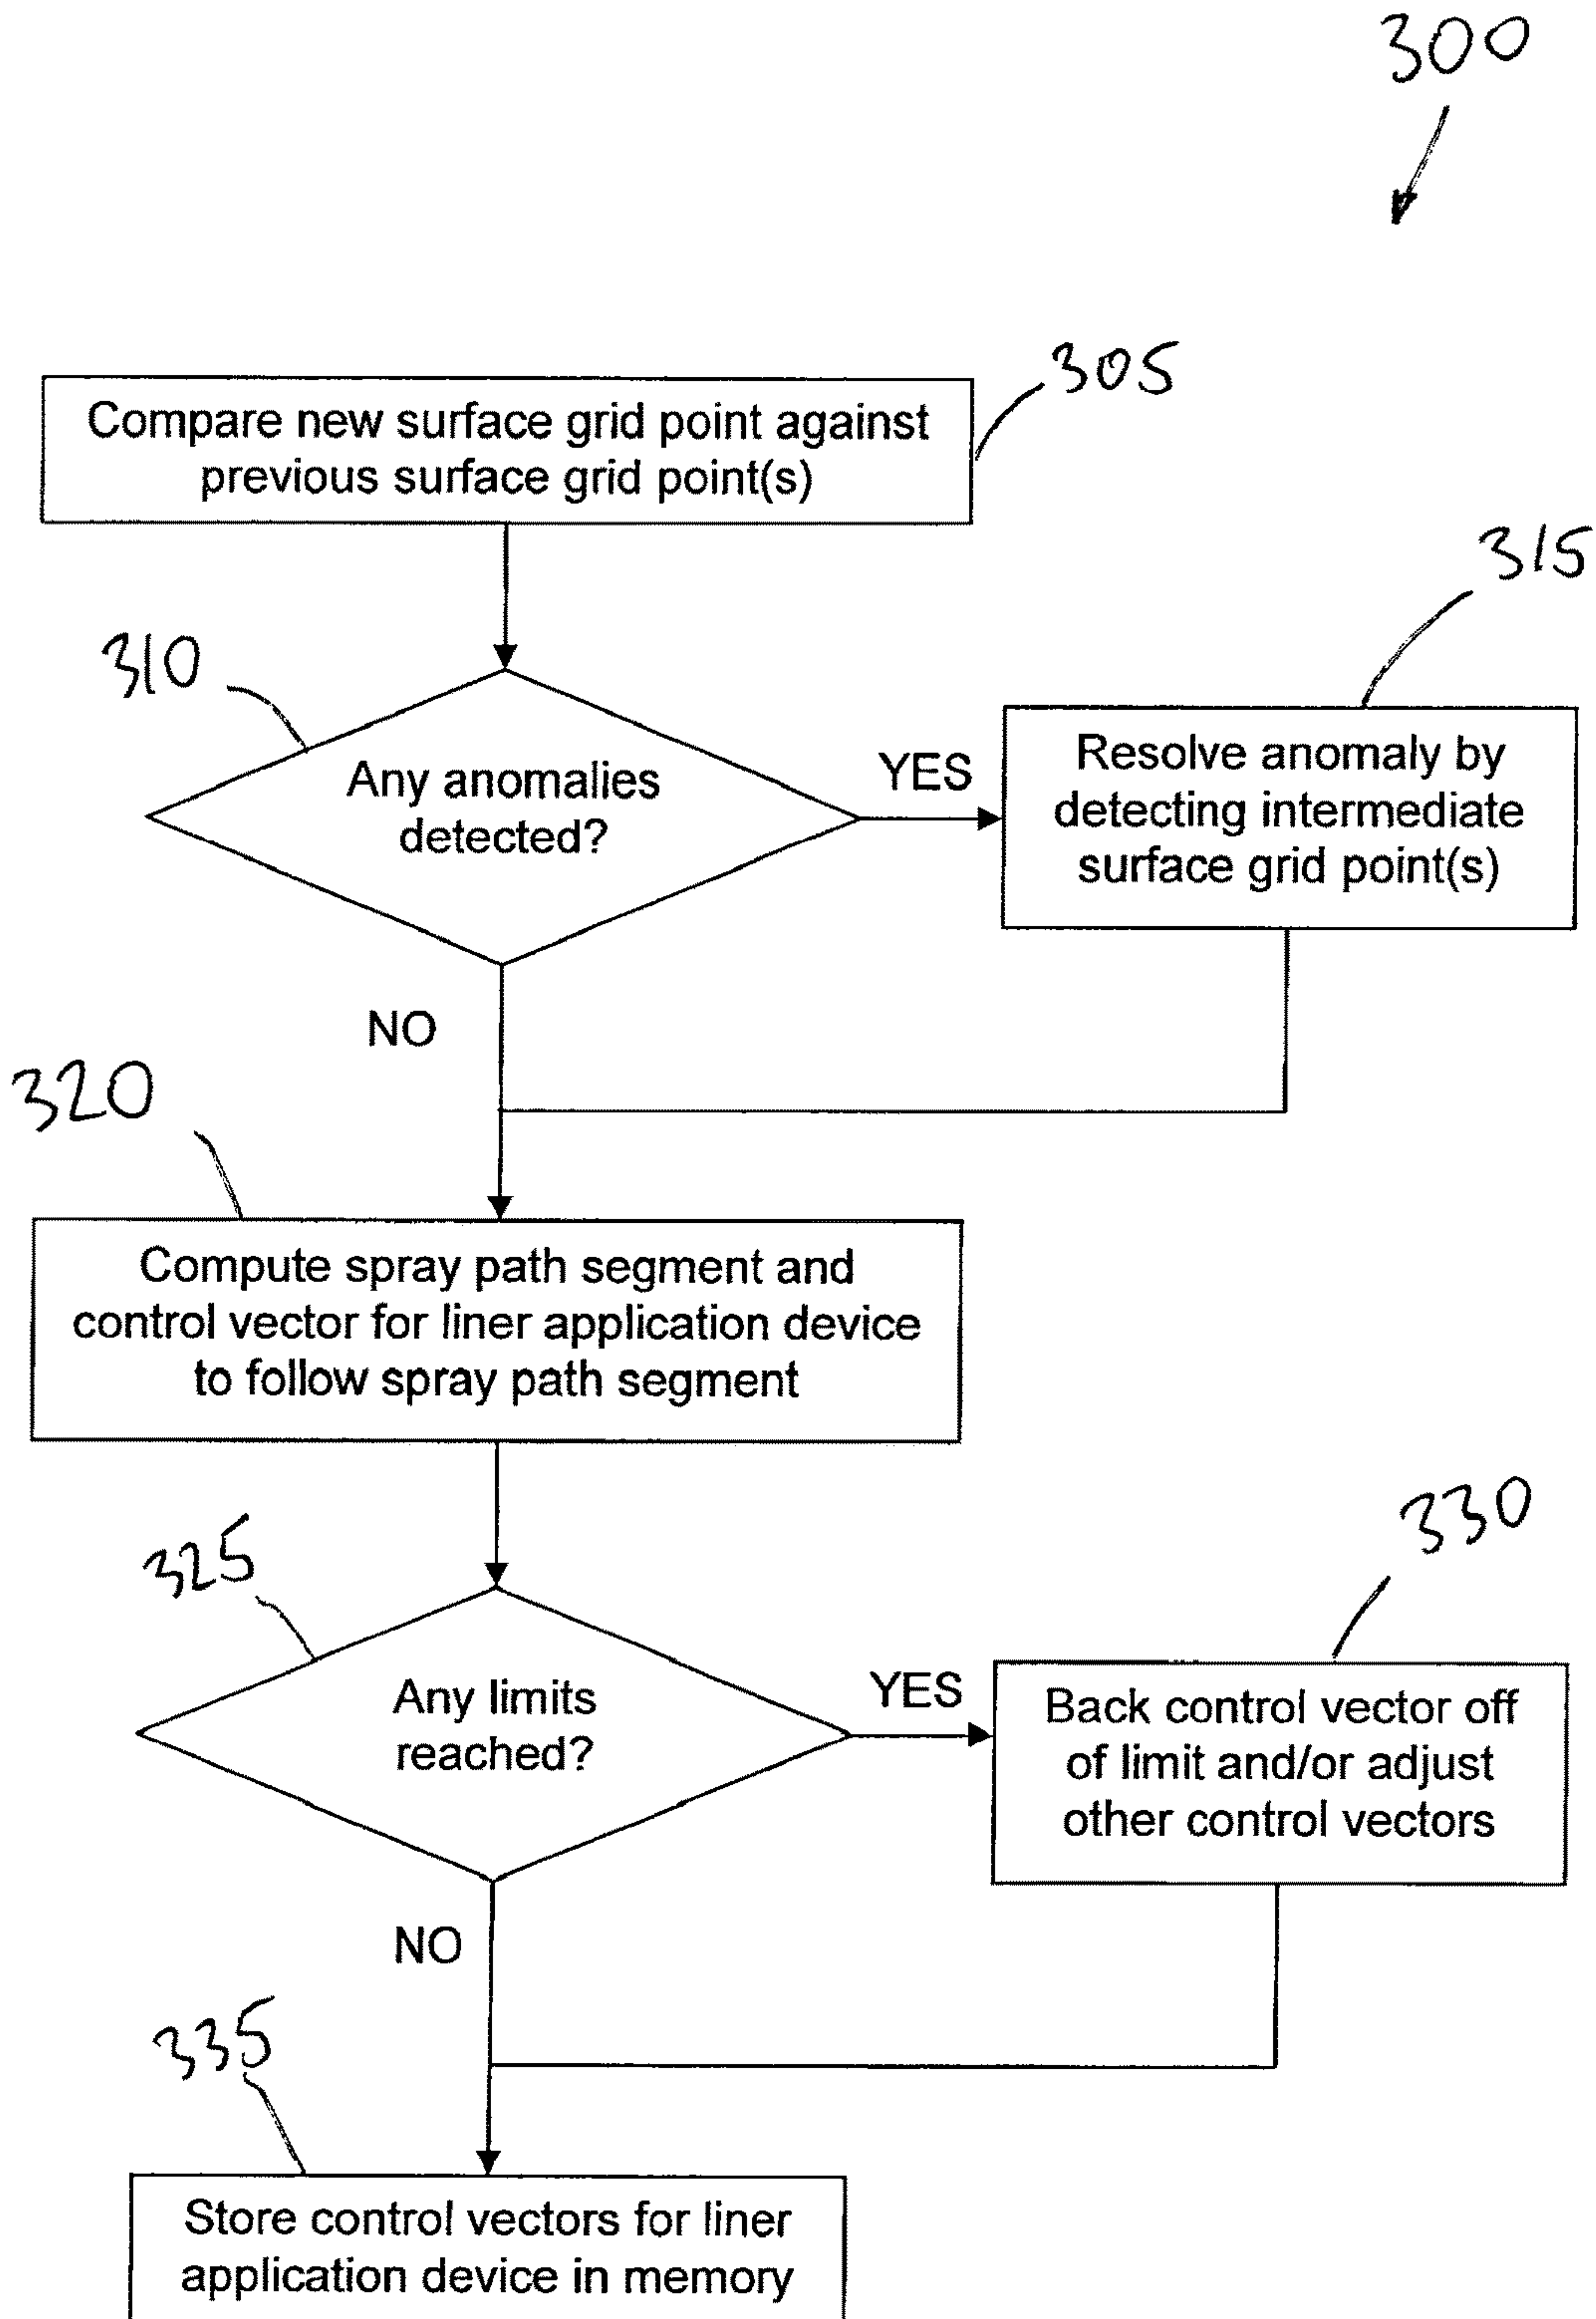 300
Compare new surface grid point against
previous surface grid point(s)
305
310
Any anomalies
detected?
YES
315
Resolve anomaly by
detecting intermediate
surface grid point(s)
NO
320
Compute spray path segment and
control vector for liner application device
to follow spray path segment
325
Any limits
reached?
YES
330
Back control vector off
of limit and/or adjust
other control vectors
NO
335
Store control vectors for liner
application device in memory